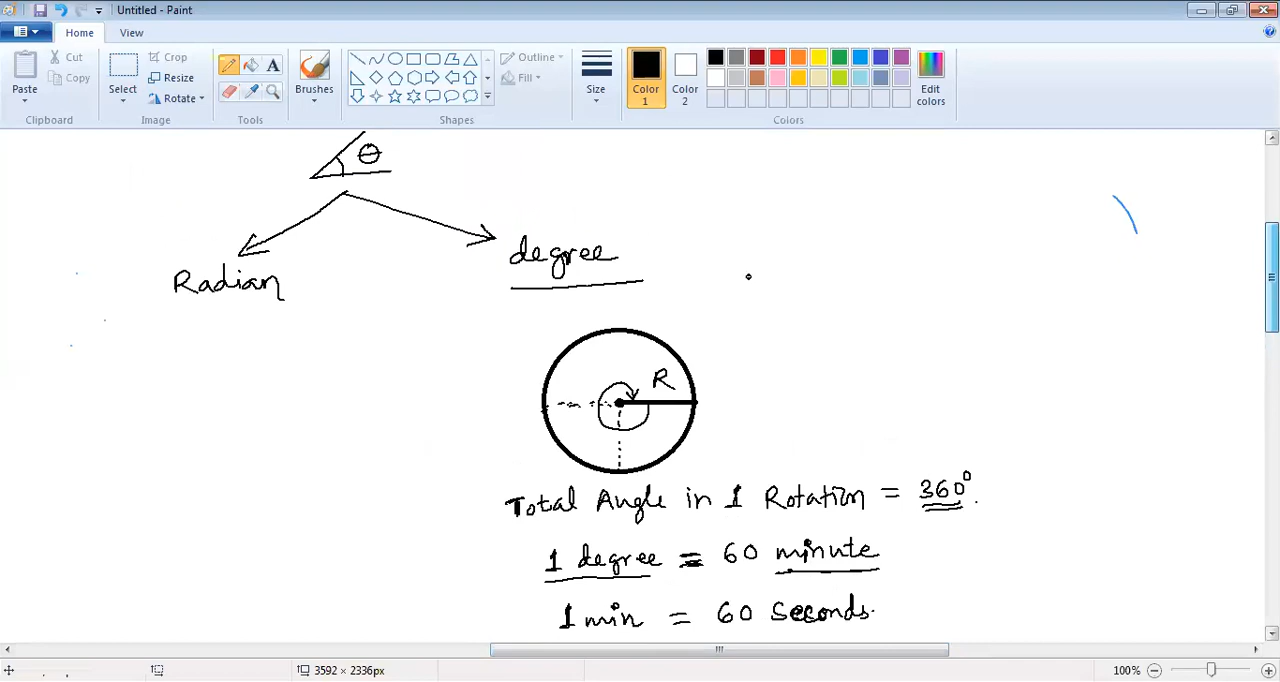 Untitled - Paint
Home View
Paste
Cut
Copy
Clipboard
Select
Crop
Resize
Rotate
Image
A
Tools
Brushes
Shapes
Outline
Fill
Size
Color 1
Color 2
Edit colors
Colors
θ
Radian
degree
R
Total Angle in 1 Rotation = 360°.
1 degree = 60 minute
1 min = 60 Seconds.
3592 × 2336px
100%